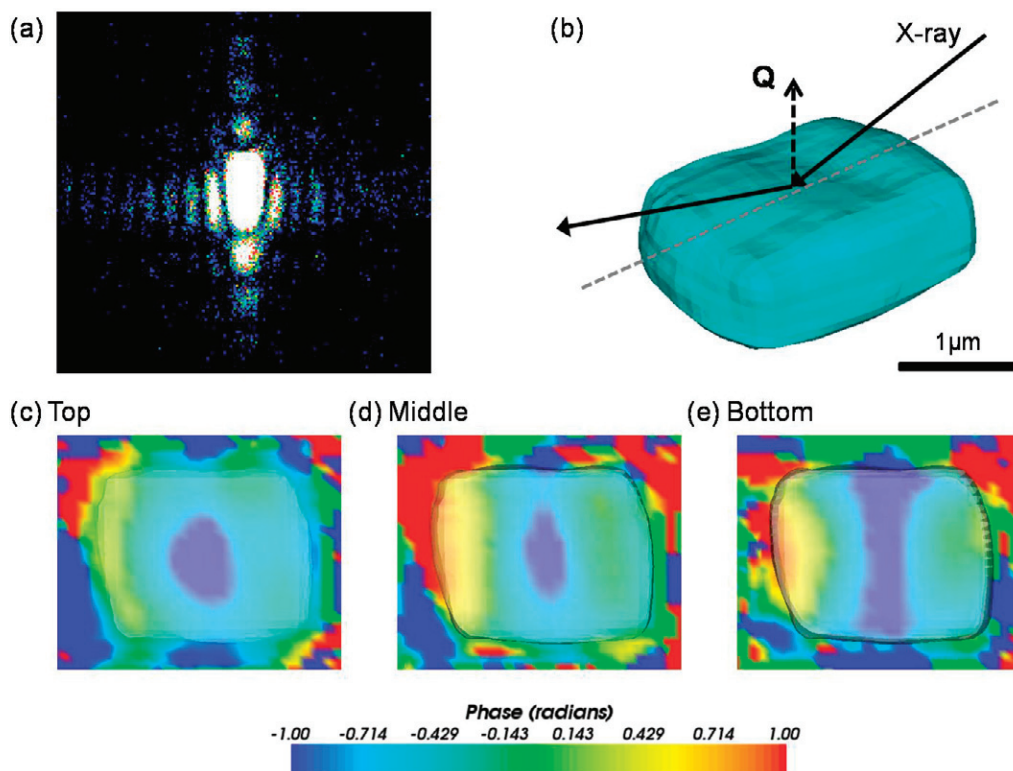 (a)
(b)
X-ray
Q
1μm
(c) Top
(d) Middle
(e) Bottom
Phase (radians)
-1.00 -0.714 -0.429 -0.143 0.143 0.429 0.714 1.00